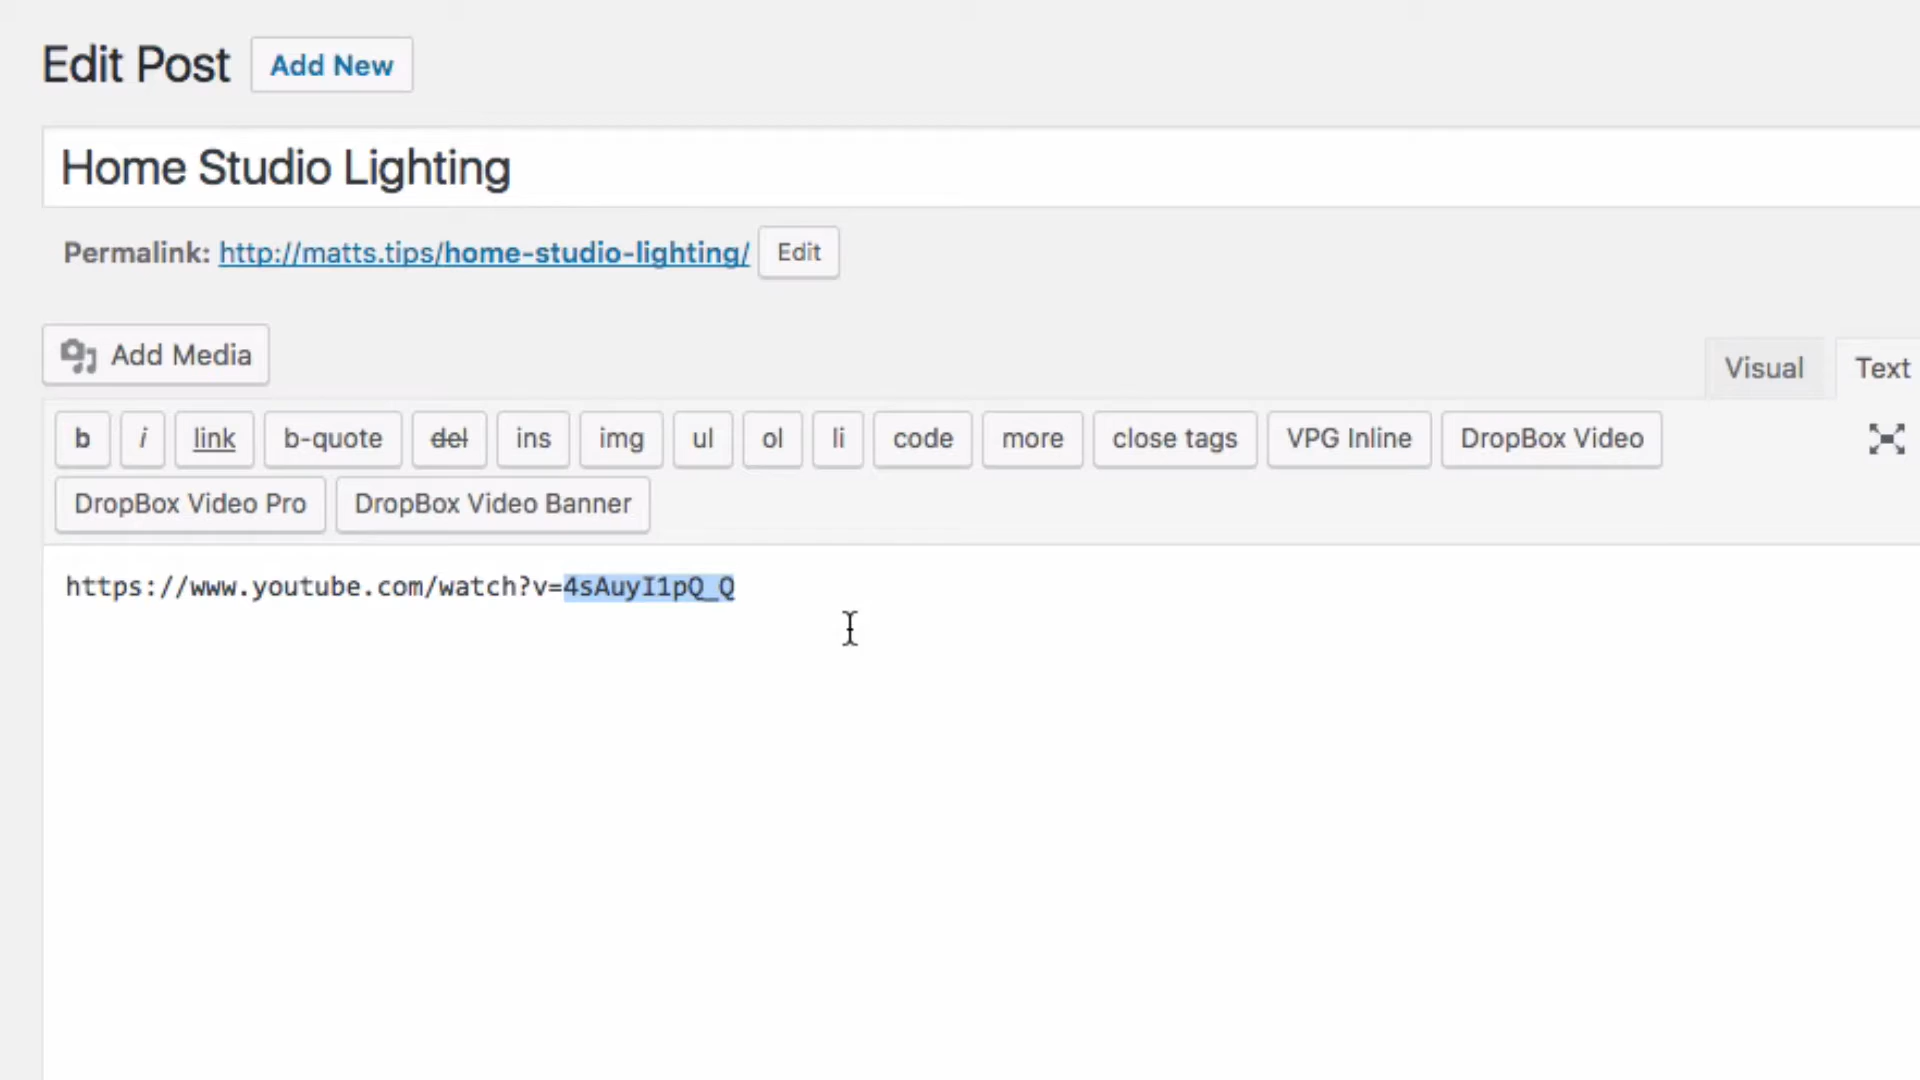 Edit Post Add New
Home Studio Lighting
Permalink: http://matts.tips/home-studio-lighting/ Edit
Add Media
Visual Text
b i link b-quote del ins img ul ol li code more close tags VPG Inline DropBox Video
DropBox Video Pro DropBox Video Banner
https://www.youtube.com/watch?v=4sAuyI1pQ_Q